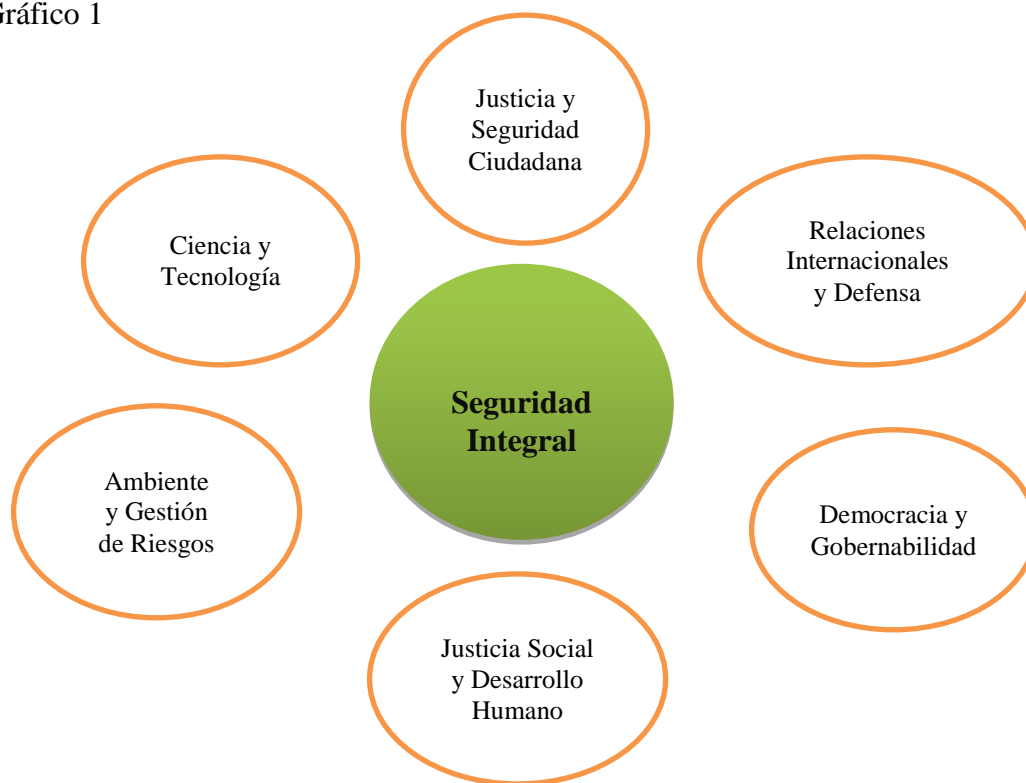 Gráfico 1
Justicia y
Seguridad
Ciudadana
Ciencia y
Tecnología
Relaciones
Internacionales
y Defensa
Seguridad
Integral
Ambiente
y Gestión
de Riesgos
Democracia y
Gobernabilidad
Justicia Social
y Desarrollo
Humano